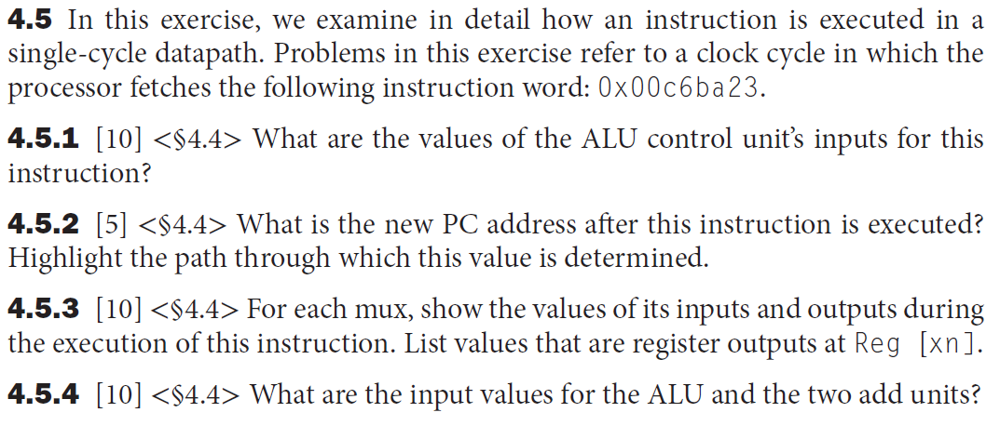 4.5 In this exercise, we examine in detail how an instruction is executed in a
single-cycle datapath. Problems in this exercise refer to a clock cycle in which the
processor fetches the following instruction word: 0x00c6ba23.
4.5.1 [10] <§4.4> What are the values of the ALU control unit’s inputs for this
instruction?
4.5.2 [5] <§4.4> What is the new PC address after this instruction is executed?
Highlight the path through which this value is determined.
4.5.3 [10] <§4.4> For each mux, show the values of its inputs and outputs during
the execution of this instruction. List values that are register outputs at Reg [xn].
4.5.4 [10] <§4.4> What are the input values for the ALU and the two add units?